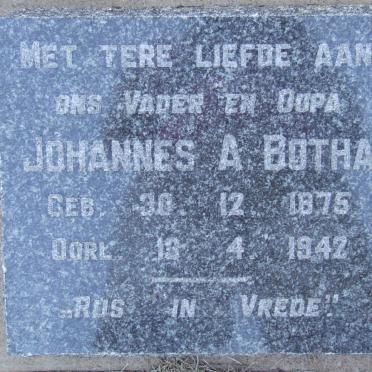 MET TERE LIEFDE AAN
ONS VADER EN OUPA
JOHANNES A. BOTHA
GEB. 30. 12. 1875
OORL. 13. 4. 1942
„RUS IN VREDE."